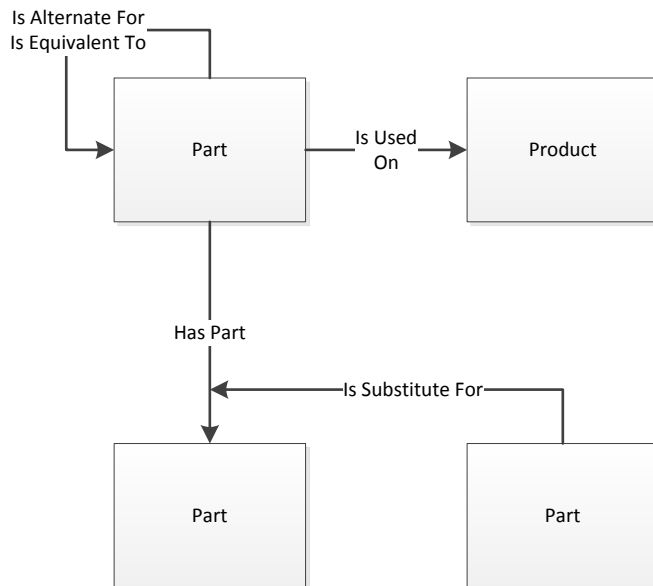 Is Alternate For
Is Equivalent To
Part
Is Used
On
Product
Has Part
Is Substitute For
Part
Part